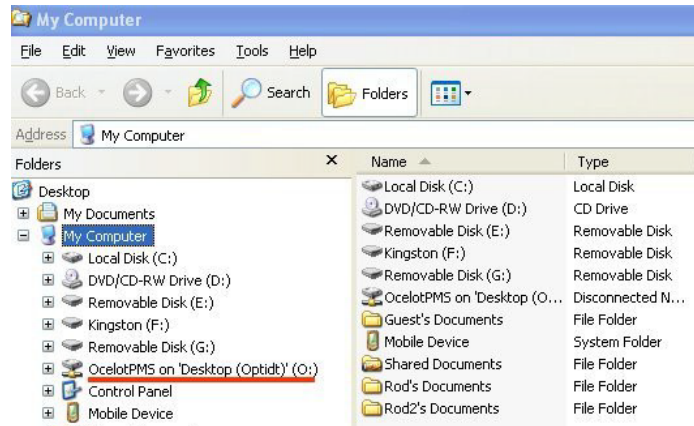 My Computer
File Edit View Favorites Tools Help
Back Search Folders
Address My Computer
Folders x
Desktop
My Documents
My Computer
Local Disk (C:)
DVD/CD-RW Drive (D:)
Removable Disk (E:)
Kingston (F:)
Removable Disk (G:)
OcelotPMS on 'Desktop (Optidt)' (O:)
Control Panel
Mobile Device
Name Type
Local Disk (C:) Local Disk
DVD/CD-RW Drive (D:) CD Drive
Removable Disk (E:) Removable Disk
Kingston (F:) Removable Disk
Removable Disk (G:) Removable Disk
OcelotPMS on 'Desktop (O... Disconnected N...
Guest's Documents File Folder
Mobile Device System Folder
Shared Documents File Folder
Rod's Documents File Folder
Rod2's Documents File Folder